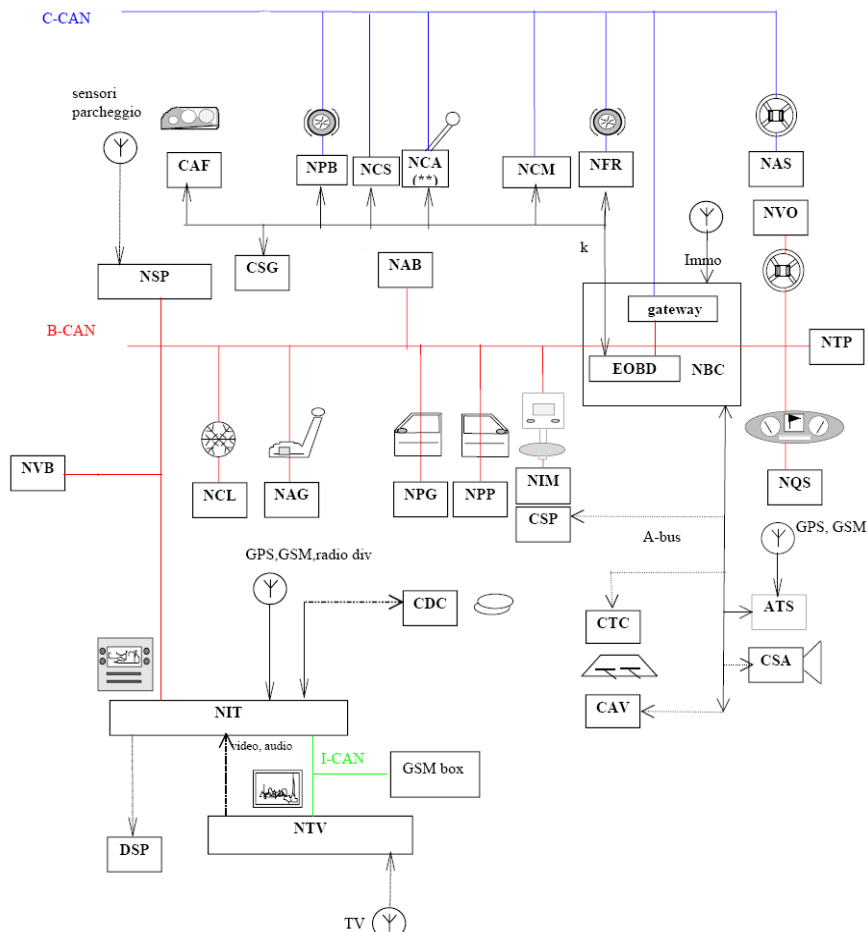 C-CAN
sensori
parcheggio
CAF
NPB
NCS
NCA
(**)
NCM
NFR
NAS
NVO
k
Immo
CSG
NAB
NSP
gateway
B-CAN
NTP
EOBD
NBC
NVB
NCL
NAG
NPG
NPP
NIM
NQS
CSP
A-bus
GPS, GSM
GPS,GSM,radio div
CDC
CTC
ATS
CSA
CAV
NIT
video, audio
I-CAN
GSM box
NTV
DSP
TV